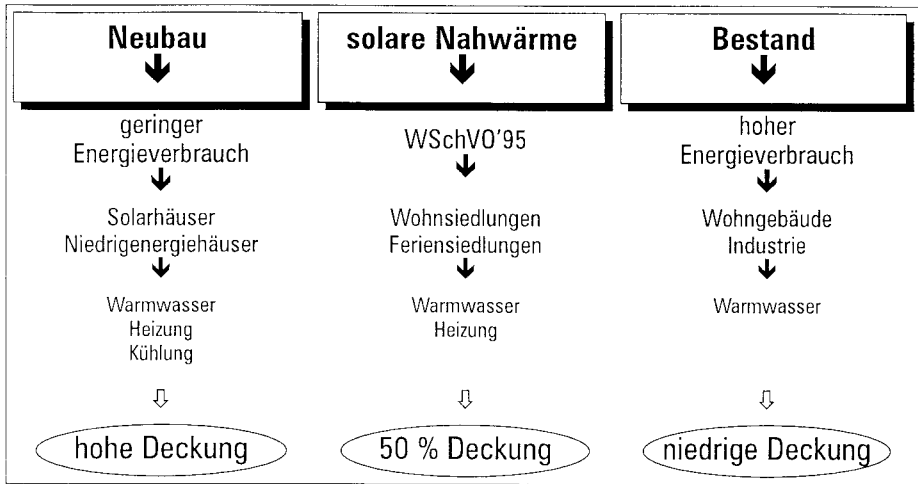 Neubau
geringer
Energieverbrauch
Solarhäuser
Niedrigenergiehäuser
Warmwasser
Heizung
Kühlung
hohe Deckung
solare Nahwärme
WSchVO'95
Wohnsiedlungen
Feriensiedlungen
Warmwasser
Heizung
50 % Deckung
Bestand
hoher
Energieverbrauch
Wohngebäude
Industrie
Warmwasser
niedrige Deckung